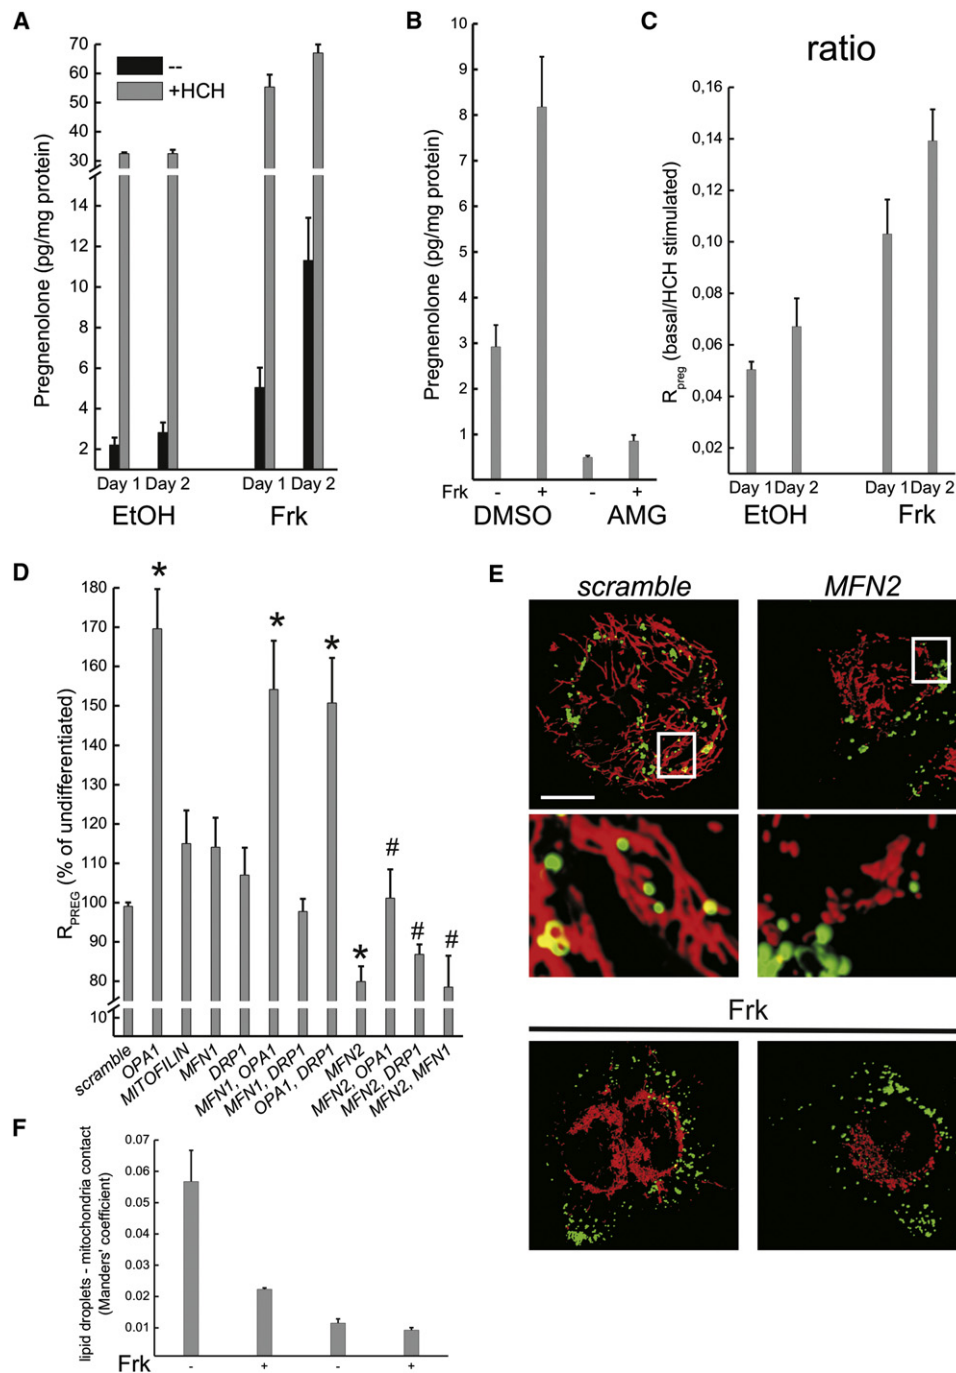 A
Pregnenolone (pg/mg protein)
70
60
50
40
30
14
12
10
8
6
4
2
--
+HCH
Day 1 Day 2 Day 1 Day 2
EtOH Frk
B
Pregnenolone (pg/mg protein)
10
9
8
7
6
5
4
3
2
1
Frk - + - +
DMSO AMG
C
ratio
Rpreg (basal/HCH stimulated)
0,16
0,14
0,12
0,10
0,08
0,06
0,04
0,02
Day 1 Day 2 Day 1 Day 2
EtOH Frk
D
RPREG (% of undifferentiated)
180
170
160
150
140
130
120
110
100
90
80
10
* * * * # # #
scramble
OPA1
MITOFILIN
MFN1
DRP1
MFN1, OPA1
MFN1, DRP1
OPA1, DRP1
MFN2
MFN2, OPA1
MFN2, DRP1
MFN2, MFN1
E
scramble MFN2
Frk
F
lipid droplets - mitochondria contact
(Manders' coefficient)
0.07
0.06
0.05
0.04
0.03
0.02
0.01
Frk - + - +